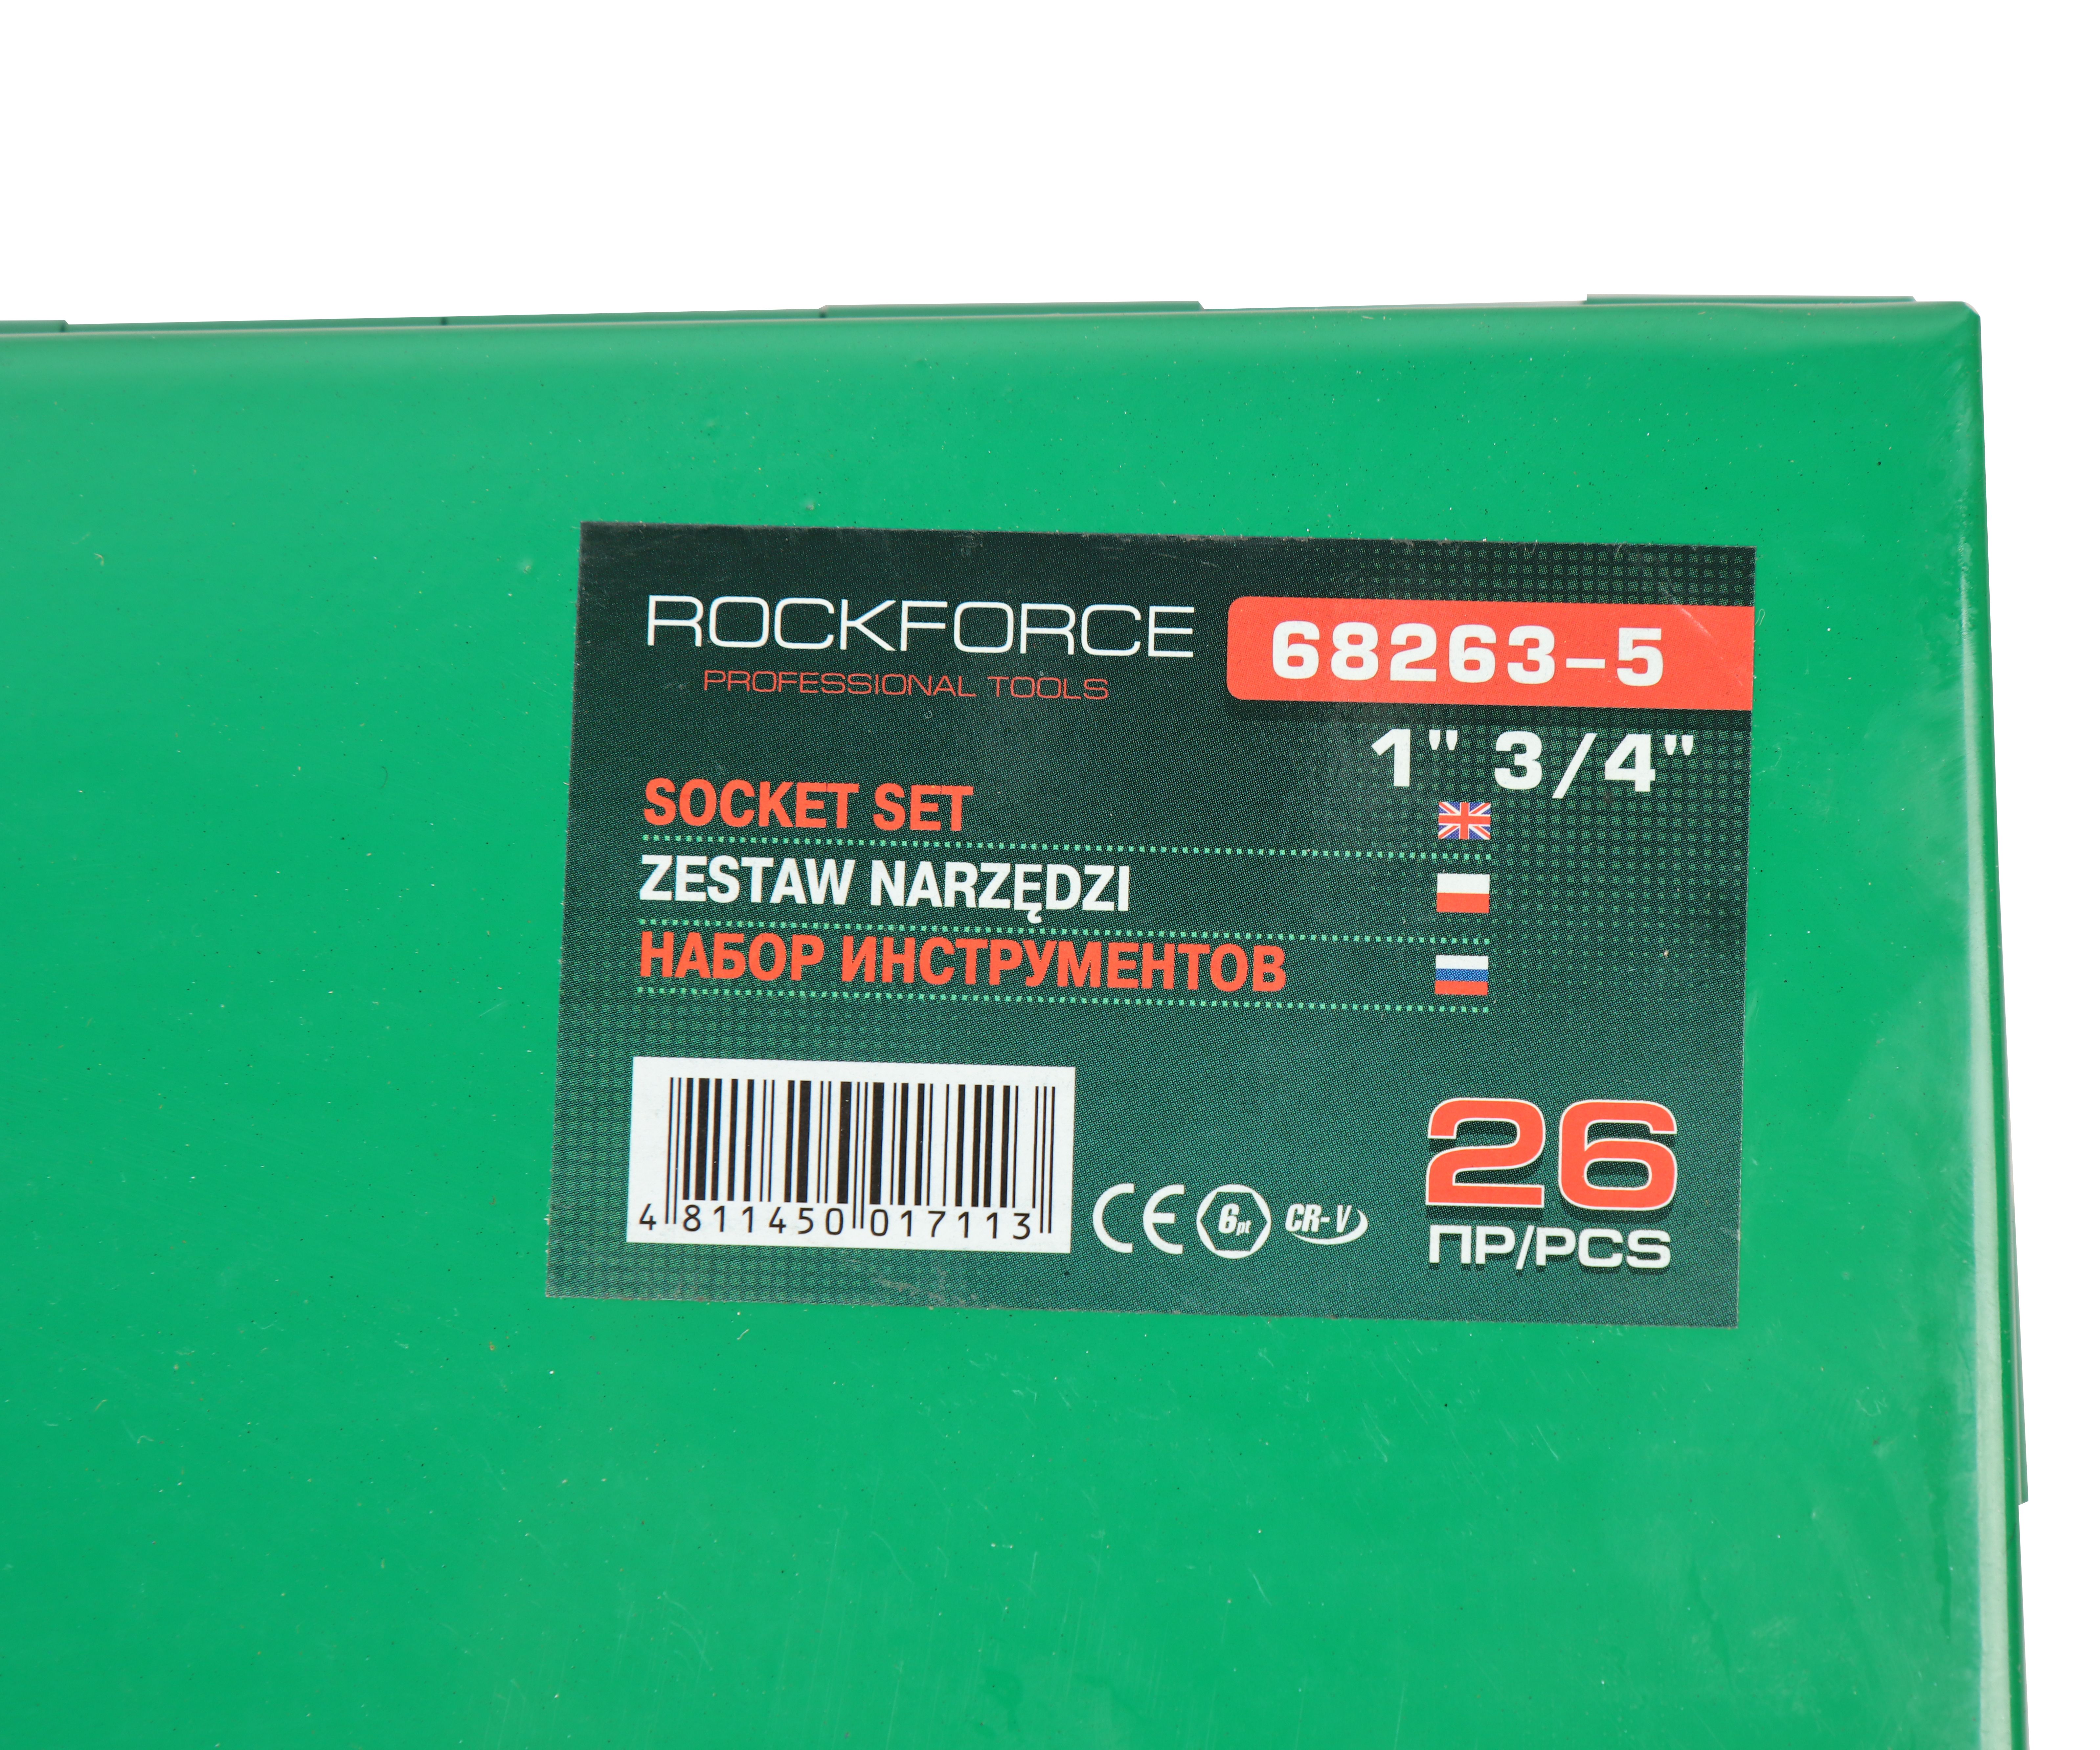 ROCKFORCE
PROFESSIONAL TOOLS
68263-5
1" 3/4"
SOCKET SET
ZESTAW NARZĘDZI
НАБОР ИНСТРУМЕНТОВ
4 811450 017113
CE 6pt CR-V
26
ПР/PCS